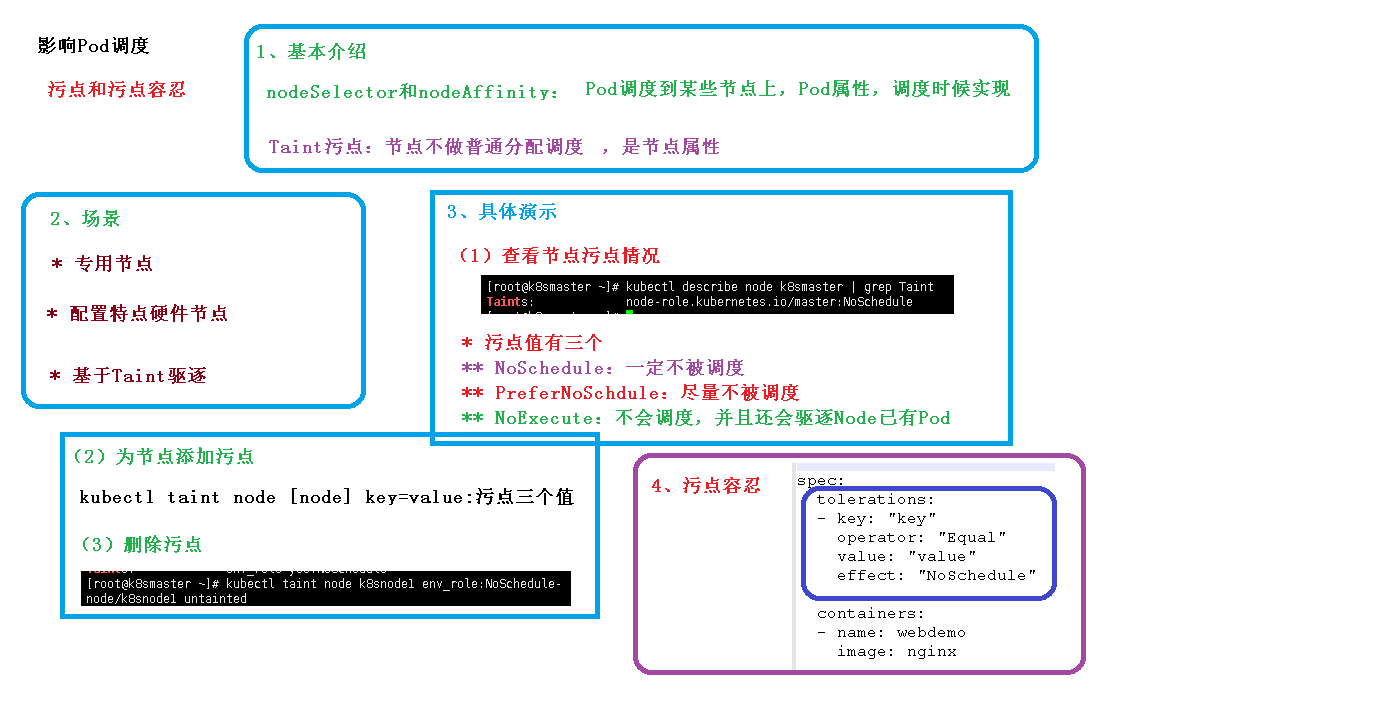 影响Pod调度
污点和污点容忍
1、基本介绍
nodeSelector和nodeAffinity: Pod调度到某些节点上，Pod属性，调度时候实现
Taint污点：节点不做普通分配调度 ，是节点属性
2、场景
* 专用节点
* 配置特点硬件节点
* 基于Taint驱逐
3、具体演示
（1）查看节点污点情况
[root@k8smaster ~]# kubectl describe node k8smaster | grep Taint
Taints: node-role.kubernetes.io/master:NoSchedule
* 污点值有三个
** NoSchedule：一定不被调度
** PreferNoSchdule：尽量不被调度
** NoExecute：不会调度，并且还会驱逐Node已有Pod
（2）为节点添加污点
kubectl taint node [node] key=value:污点三个值
（3）删除污点
[root@k8smaster ~]# kubectl taint node k8snode1 env_role:NoSchedule-
node/k8snode1 untainted
4、污点容忍
spec:
tolerations:
- key: "key"
operator: "Equal"
value: "value"
effect: "NoSchedule"
containers:
- name: webdemo
image: nginx